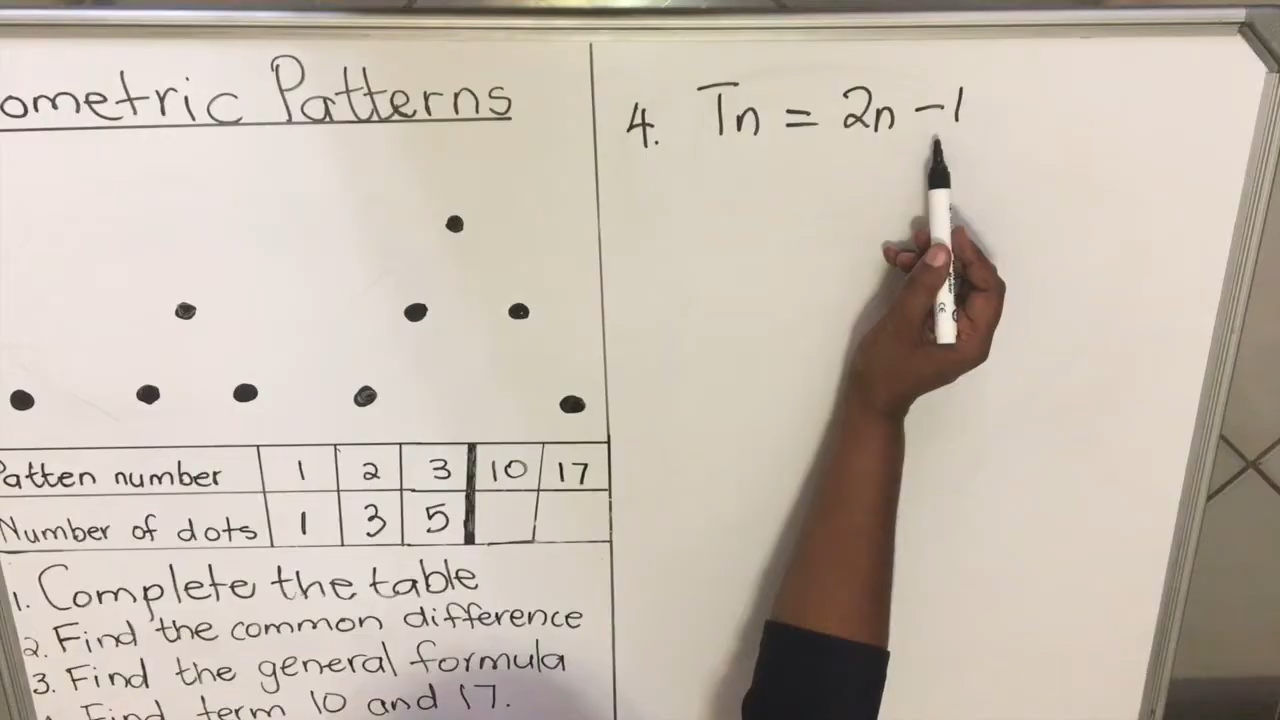 ometric Patterns
Patten number 1 2 3 10 17
Number of dots 1 3 5
1. Complete the table
2. Find the common difference
3. Find the general formula
Find term 10 and 17.
4. Tn = 2n - 1